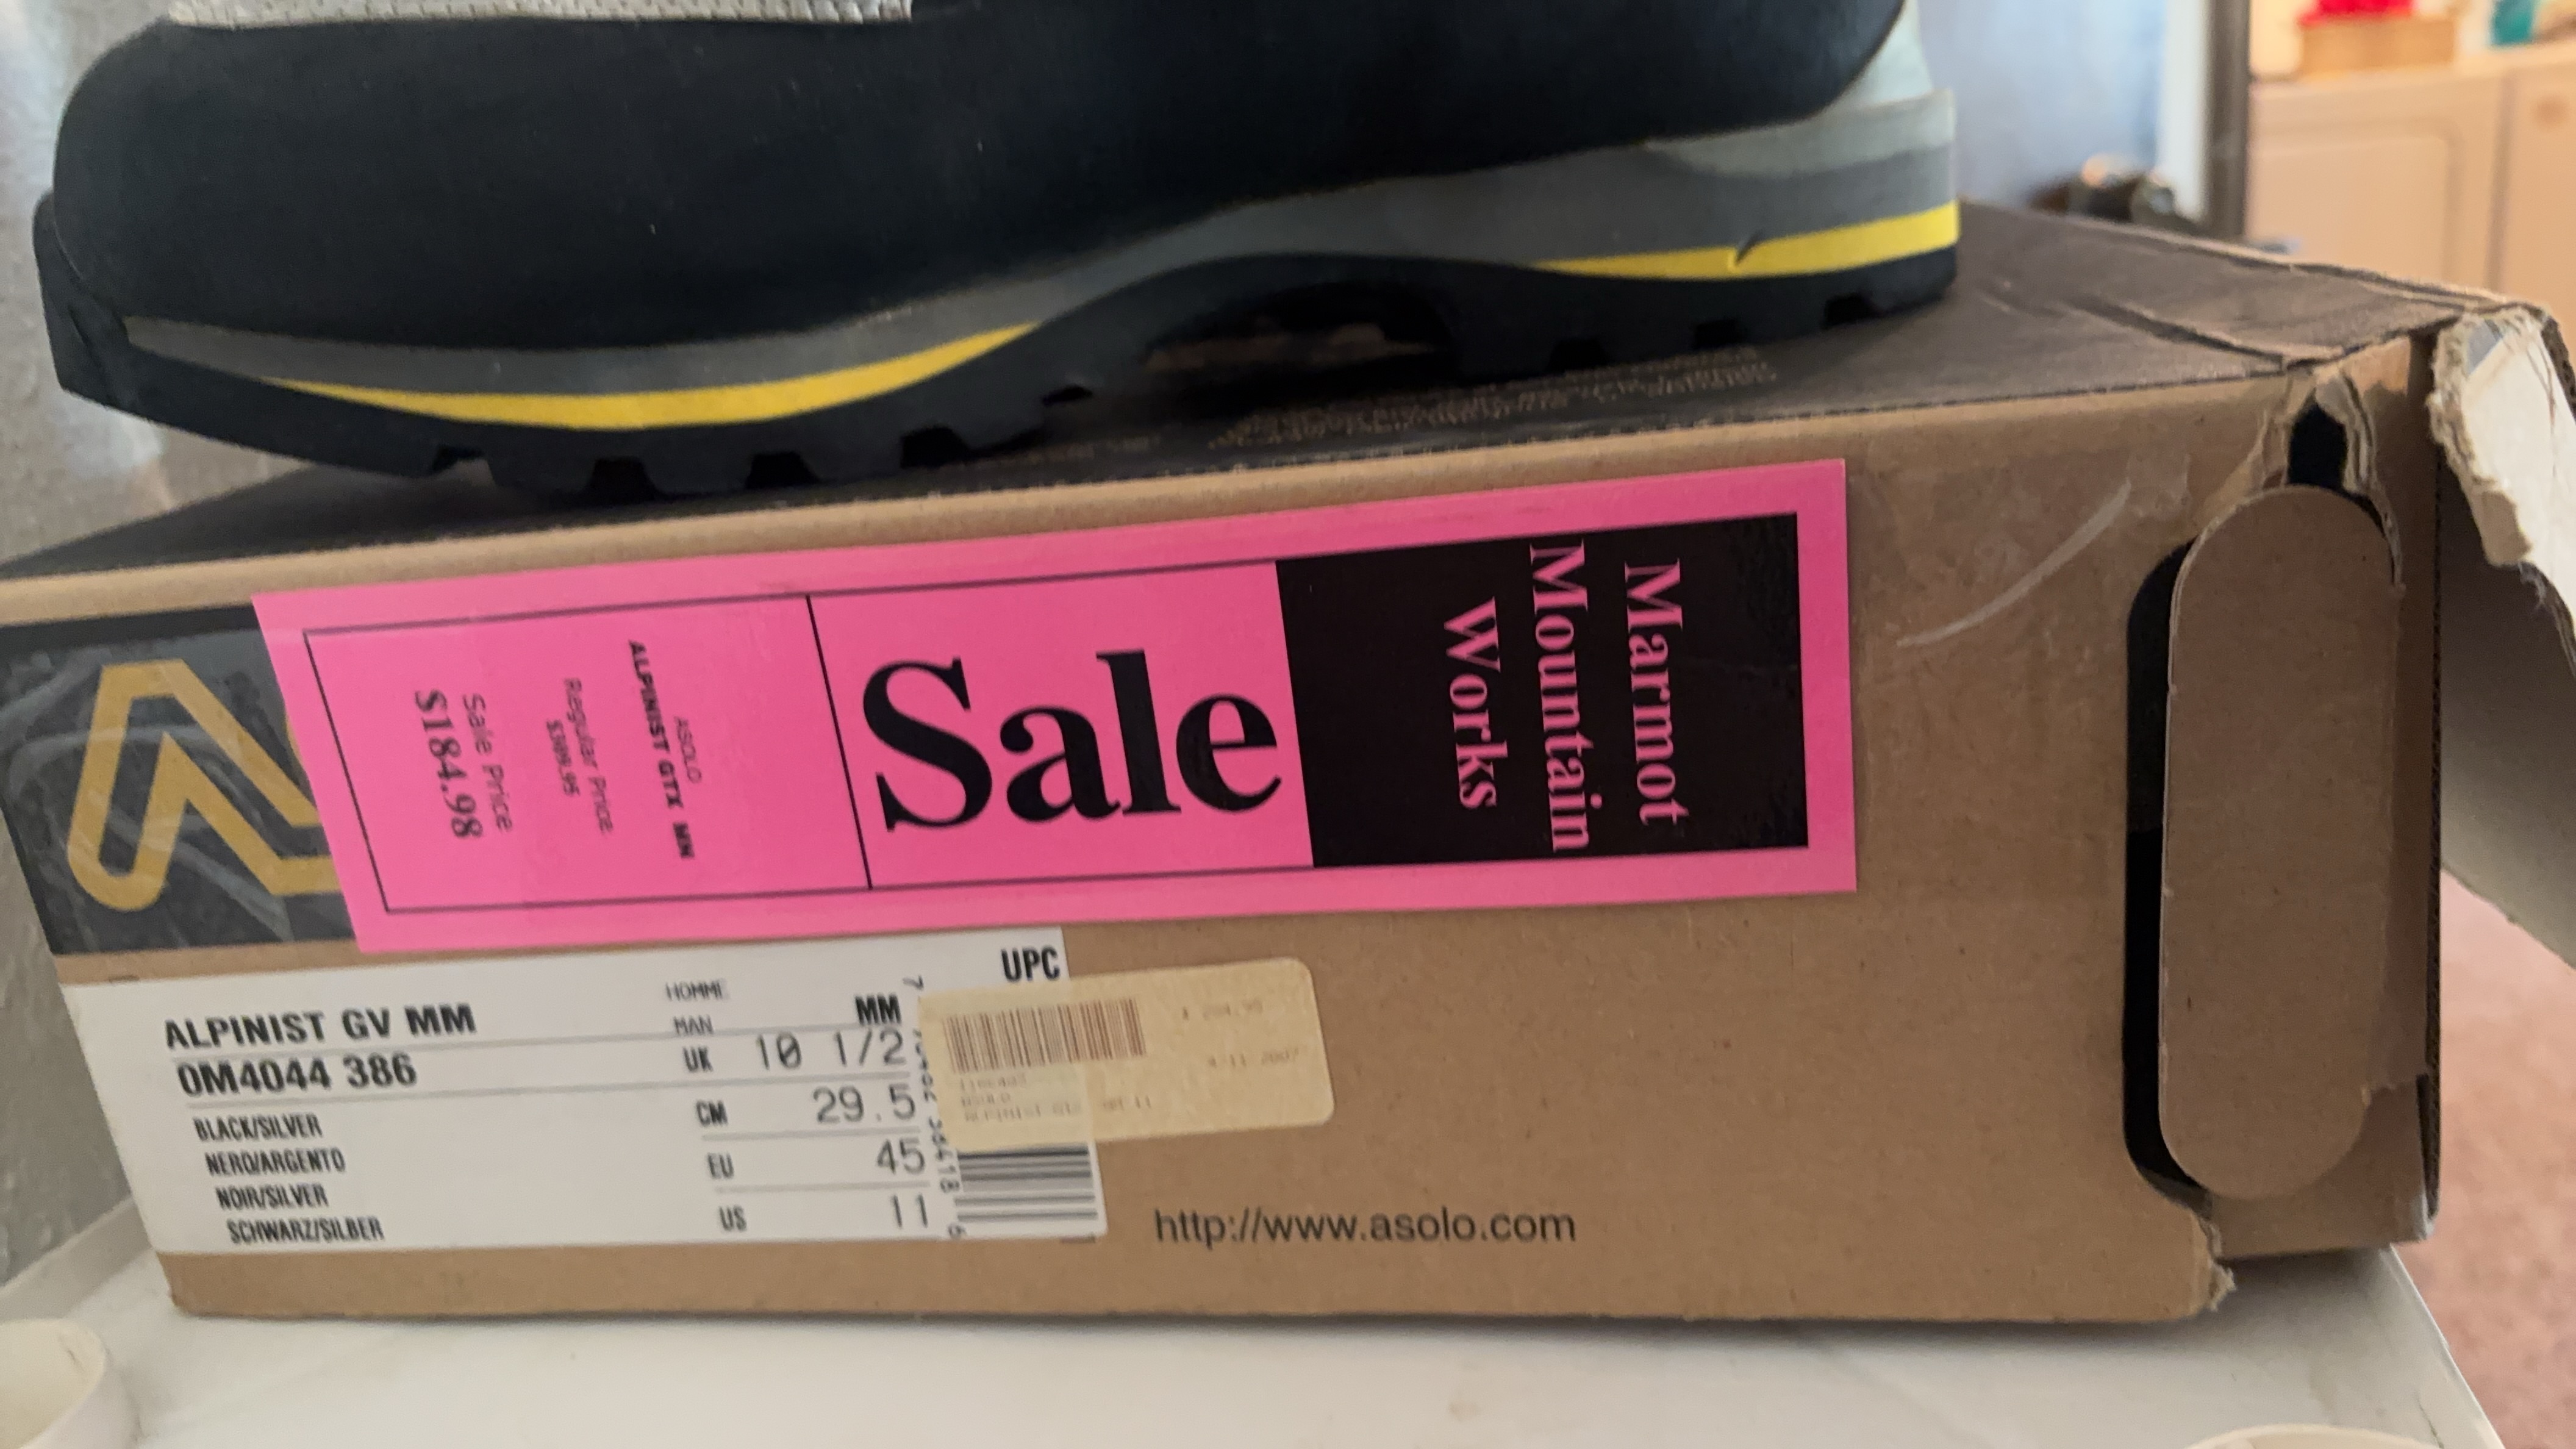 Marmot
Mountain
Works
Sale
ASOLO
ALPINIST GTX MN
Regular Price:
Sale Price
$184.98
ALPINIST GV MM
0M4044 386
BLACK/SILVER
NERO/ARGENTO
NOIR/SILVER
SCHWARZ/SILBER
HOMME
MAN
MM
UK 10 1/2
CM 29.5
EU 45
US 11
UPC
http://www.asolo.com